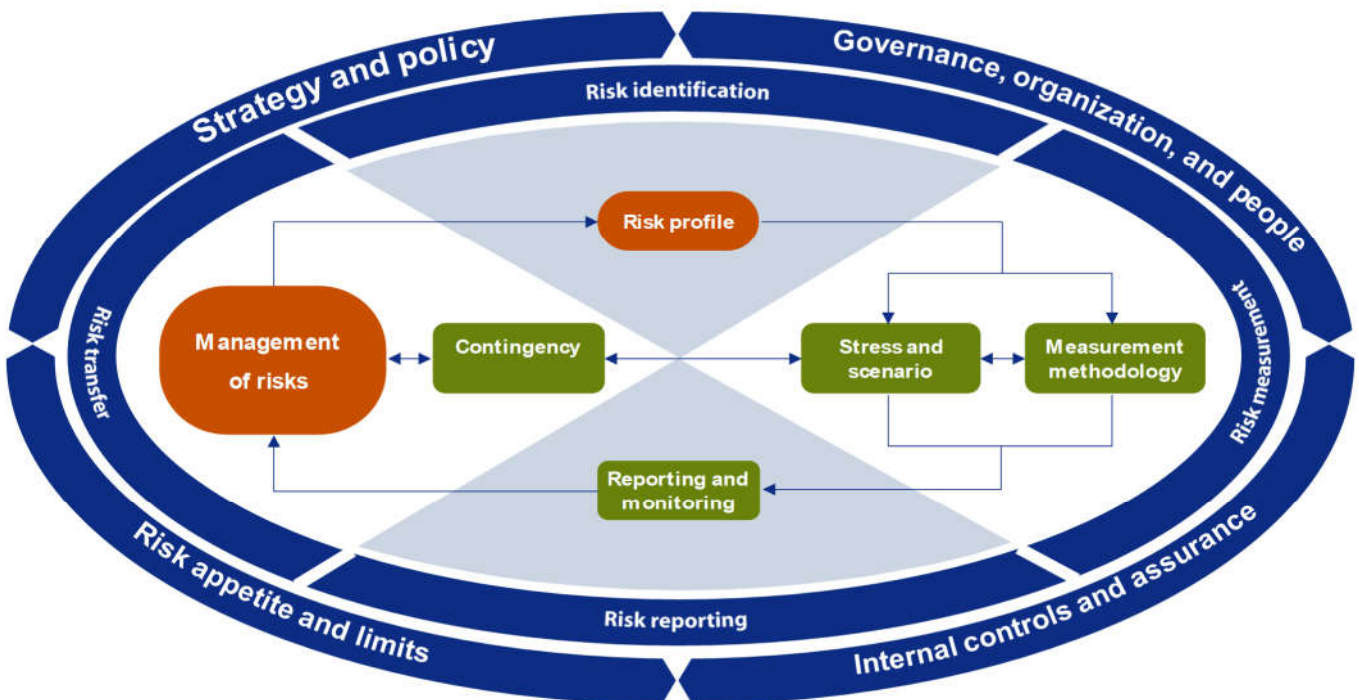 Strategy and policy
Governance, organization, and people
Risk identification
Risk profile
Risk transfer
Management
of risks
Contingency
Stress and
scenario
Measurement
methodology
Risk measurement
Reporting and
monitoring
Risk reporting
Risk appetite and limits
Internal controls and assurance